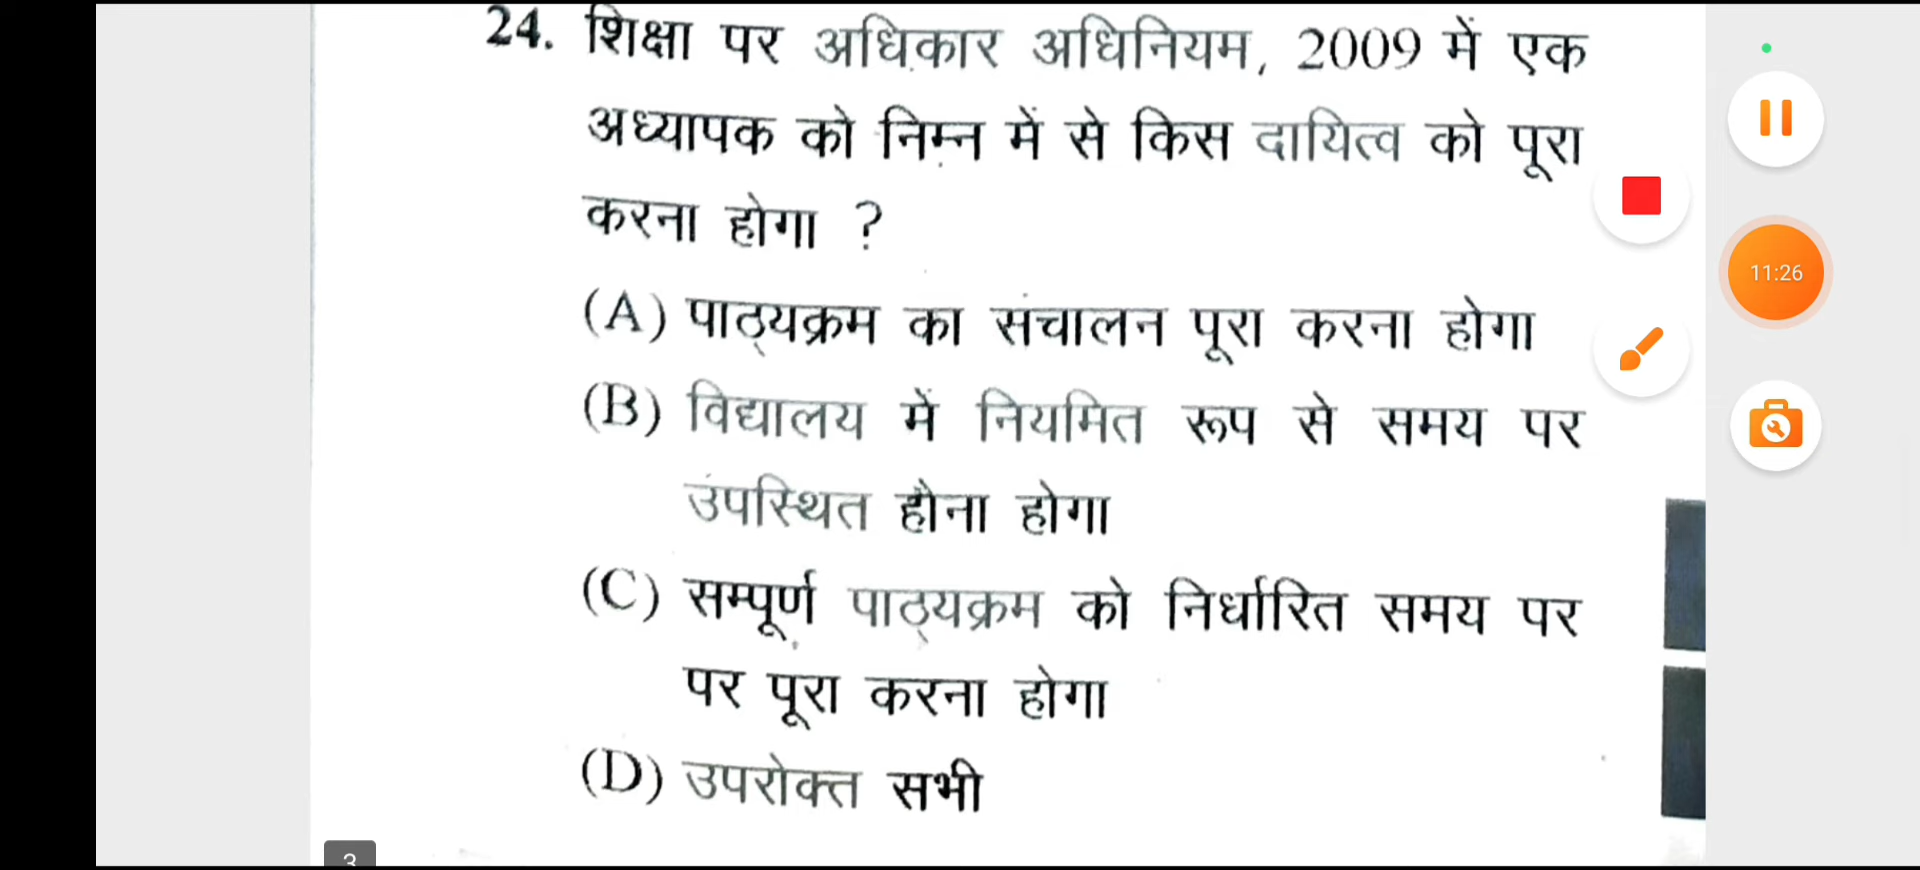 24. शिक्षा पर अधिकार अधिनियम, 2009 में एक
अध्यापक को निम्न में से किस दायित्व को पूरा
करना होगा ?
(A) पाठ्यक्रम का संचालन पूरा करना होगा
(B) विद्यालय में नियमित रूप से समय पर
उपस्थित होना होगा
(C) सम्पूर्ण पाठ्यक्रम को निर्धारित समय पर
पर पूरा करना होगा
(D) उपरोक्त सभी
11:26
3